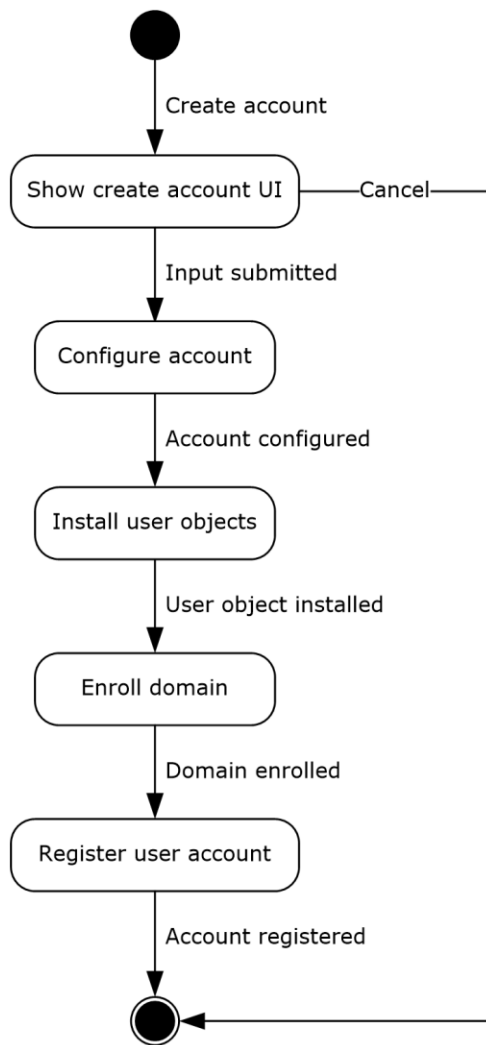 Create account
Show create account UI
Cancel
Input submitted
Configure account
Account configured
Install user objects
User object installed
Enroll domain
Domain enrolled
Register user account
Account registered